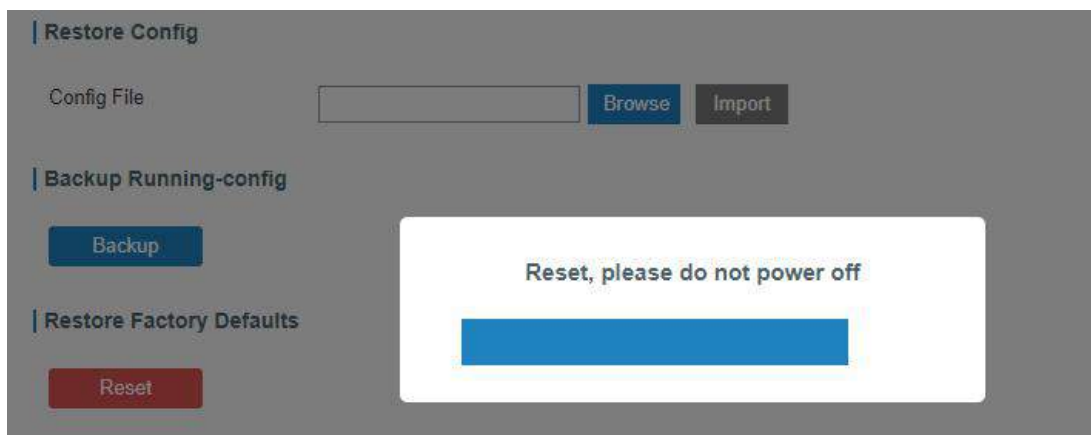 Restore Config
Config File
Browse
Import
Backup Running-config
Backup
Reset, please do not power off
Restore Factory Defaults
Reset